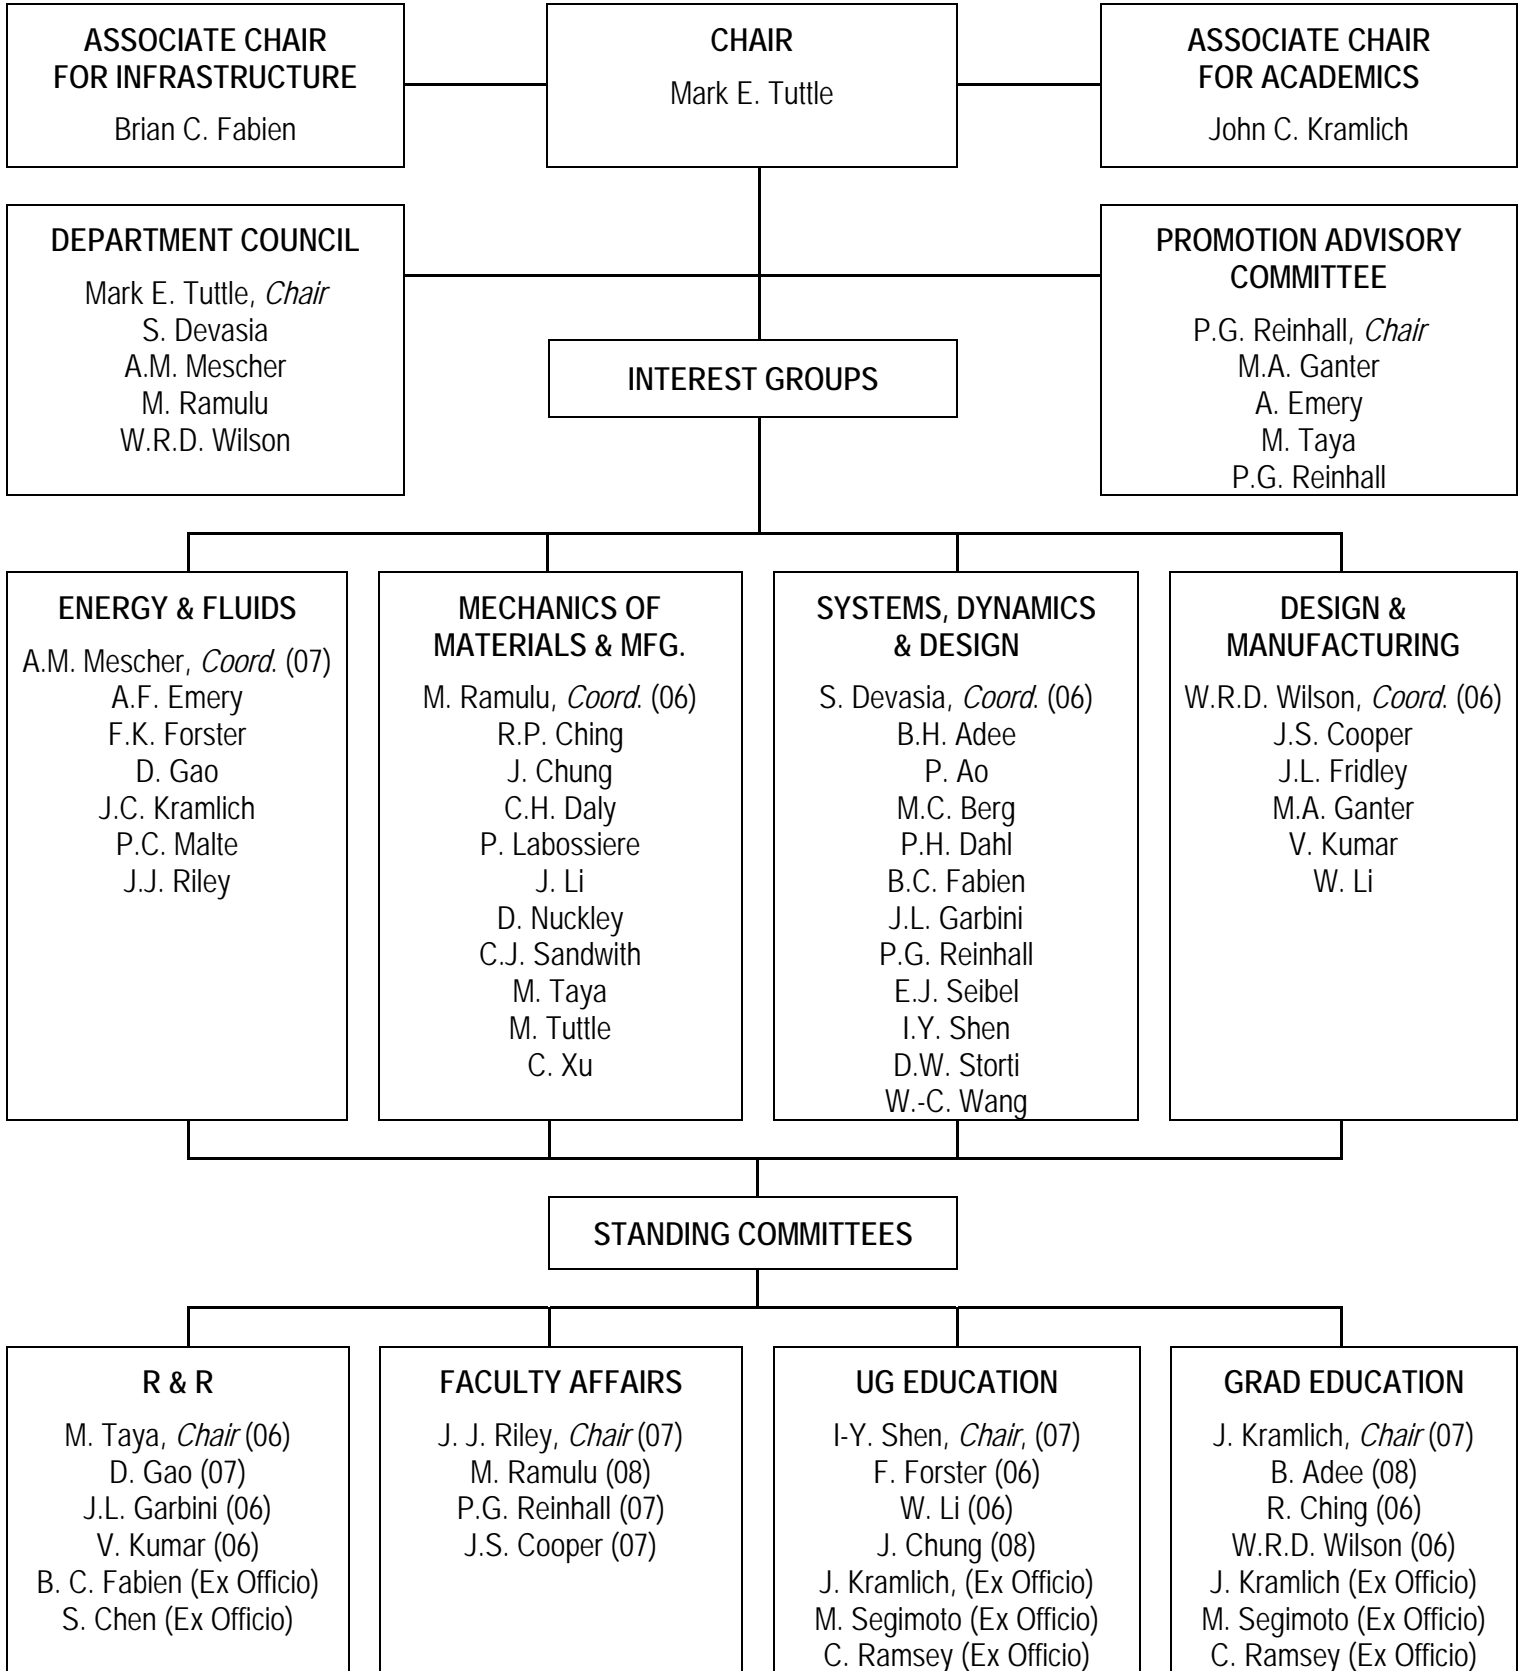 ASSOCIATE CHAIR
FOR INFRASTRUCTURE
Brian C. Fabien
CHAIR
Mark E. Tuttle
ASSOCIATE CHAIR
FOR ACADEMICS
John C. Kramlich
DEPARTMENT COUNCIL
Mark E. Tuttle, Chair
S. Devasia
A.M. Mescher
M. Ramulu
W.R.D. Wilson
PROMOTION ADVISORY
COMMITTEE
P.G. Reinhall, Chair
M.A. Ganter
A. Emery
M. Taya
P.G. Reinhall
INTEREST GROUPS
ENERGY & FLUIDS
A.M. Mescher, Coord. (07)
A.F. Emery
F.K. Forster
D. Gao
J.C. Kramlich
P.C. Malte
J.J. Riley
MECHANICS OF
MATERIALS & MFG.
M. Ramulu, Coord. (06)
R.P. Ching
J. Chung
C.H. Daly
P. Labossiere
J. Li
D. Nuckley
C.J. Sandwith
M. Taya
M. Tuttle
C. Xu
SYSTEMS, DYNAMICS
& DESIGN
S. Devasia, Coord. (06)
B.H. Adee
P. Ao
M.C. Berg
P.H. Dahl
B.C. Fabien
J.L. Garbini
P.G. Reinhall
E.J. Seibel
I.Y. Shen
D.W. Storti
W.-C. Wang
DESIGN &
MANUFACTURING
W.R.D. Wilson, Coord. (06)
J.S. Cooper
J.L. Fridley
M.A. Ganter
V. Kumar
W. Li
STANDING COMMITTEES
R & R
M. Taya, Chair (06)
D. Gao (07)
J.L. Garbini (06)
V. Kumar (06)
B. C. Fabien (Ex Officio)
S. Chen (Ex Officio)
FACULTY AFFAIRS
J. J. Riley, Chair (07)
M. Ramulu (08)
P.G. Reinhall (07)
J.S. Cooper (07)
UG EDUCATION
I-Y. Shen, Chair, (07)
F. Forster (06)
W. Li (06)
J. Chung (08)
J. Kramlich, (Ex Officio)
M. Segimoto (Ex Officio)
C. Ramsey (Ex Officio)
GRAD EDUCATION
J. Kramlich, Chair (07)
B. Adee (08)
R. Ching (06)
W.R.D. Wilson (06)
J. Kramlich (Ex Officio)
M. Segimoto (Ex Officio)
C. Ramsey (Ex Officio)